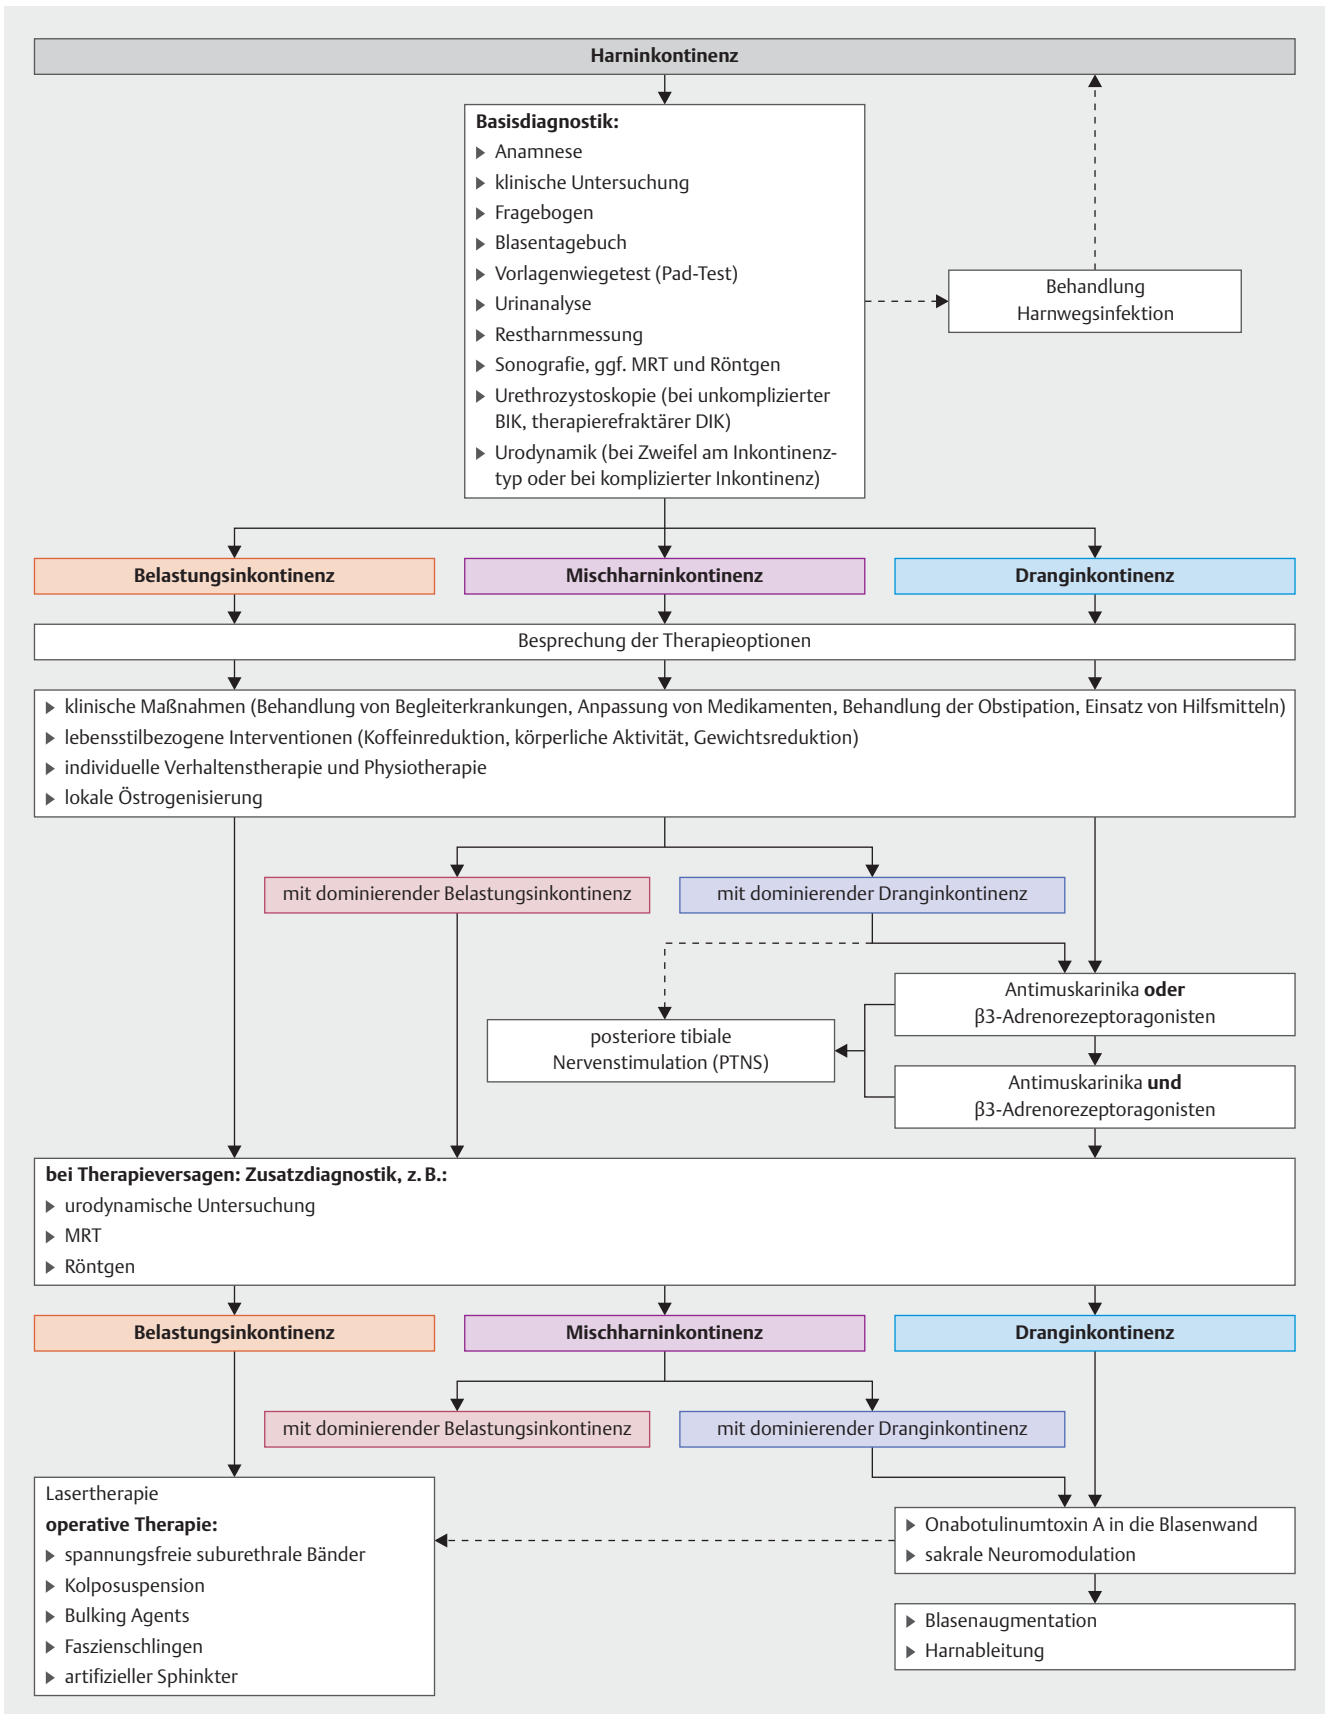 Harninkontinenz
Basisdiagnostik:
▶ Anamnese
▶ klinische Untersuchung
▶ Fragebogen
▶ Blasentagebuch
▶ Vorlagenwiegetest (Pad-Test)
▶ Urinanalyse
▶ Restharnmessung
▶ Sonografie, ggf. MRT und Röntgen
▶ Urethrozystoskopie (bei unkomplizierter
BIK, therapierefraktärer DIK)
▶ Urodynamik (bei Zweifel am Inkontinenz-
typ oder bei komplizierter Inkontinenz)
Behandlung
Harnwegsinfektion
Belastungsinkontinenz
Mischharninkontinenz
Dranginkontinenz
Besprechung der Therapieoptionen
▶ klinische Maßnahmen (Behandlung von Begleiterkrankungen, Anpassung von Medikamenten, Behandlung der Obstipation, Einsatz von Hilfsmitteln)
▶ lebensstilbezogene Interventionen (Koffeinreduktion, körperliche Aktivität, Gewichtsreduktion)
▶ individuelle Verhaltenstherapie und Physiotherapie
▶ lokale Östrogenisierung
mit dominierender Belastungsinkontinenz
mit dominierender Dranginkontinenz
Antimuskarinika oder
β3-Adrenorezeptoragonisten
posteriore tibiale
Nervenstimulation (PTNS)
Antimuskarinika und
β3-Adrenorezeptoragonisten
bei Therapieversagen: Zusatzdiagnostik, z. B.:
▶ urodynamische Untersuchung
▶ MRT
▶ Röntgen
Belastungsinkontinenz
Mischharninkontinenz
Dranginkontinenz
mit dominierender Belastungsinkontinenz
mit dominierender Dranginkontinenz
Lasertherapie
operative Therapie:
▶ spannungsfreie suburethrale Bänder
▶ Kolposuspension
▶ Bulking Agents
▶ Faszienschlingen
▶ artifizieller Sphinkter
▶ Onabotulinumtoxin A in die Blasenwand
▶ sakrale Neuromodulation
▶ Blasenaugmentation
▶ Harnableitung